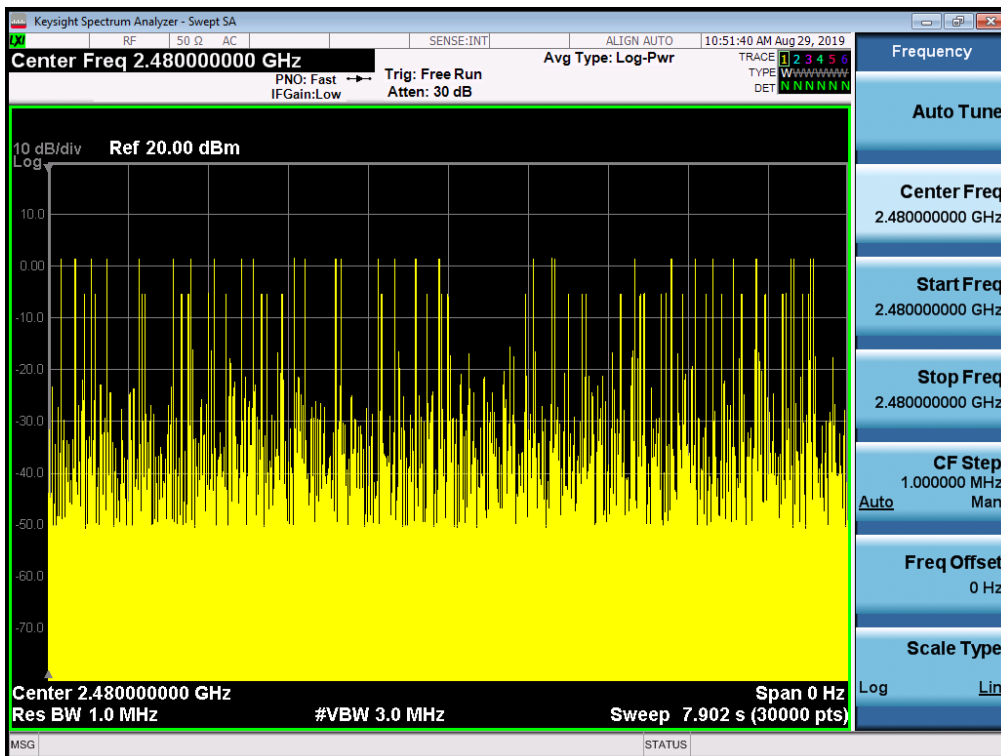 Keysight Spectrum Analyzer - Swept SA
LXI RF 50 Ω AC SENSE:INT ALIGN AUTO 10:51:40 AM Aug 29, 2019
Center Freq 2.480000000 GHz
PNO: Fast
IFGain:Low
Trig: Free Run
Atten: 30 dB
Avg Type: Log-Pwr
TRACE 1 2 3 4 5 6
TYPE WWWWWW
DET N N N N N N
10 dB/div Ref 20.00 dBm
Log
10.0
0.00
-10.0
-20.0
-30.0
-40.0
-50.0
-60.0
-70.0
Center 2.480000000 GHz Span 0 Hz
Res BW 1.0 MHz #VBW 3.0 MHz Sweep 7.902 s (30000 pts)
MSG STATUS
Frequency
Auto Tune
Center Freq
2.480000000 GHz
Start Freq
2.480000000 GHz
Stop Freq
2.480000000 GHz
CF Step
1.000000 MHz
Auto Man
Freq Offset
0 Hz
Scale Type
Log Lin